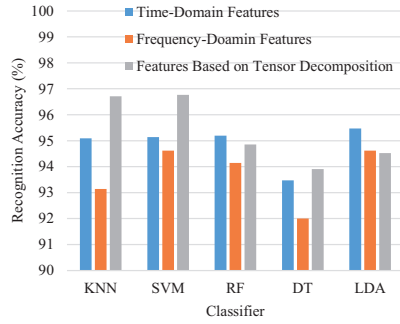 100
99
98
97
96
95
94
93
92
91
90
Recognition Accuracy (%)
Time-Domain Features
Frequency-Doamin Features
Features Based on Tensor Decomposition
KNN SVM RF DT LDA
Classifier